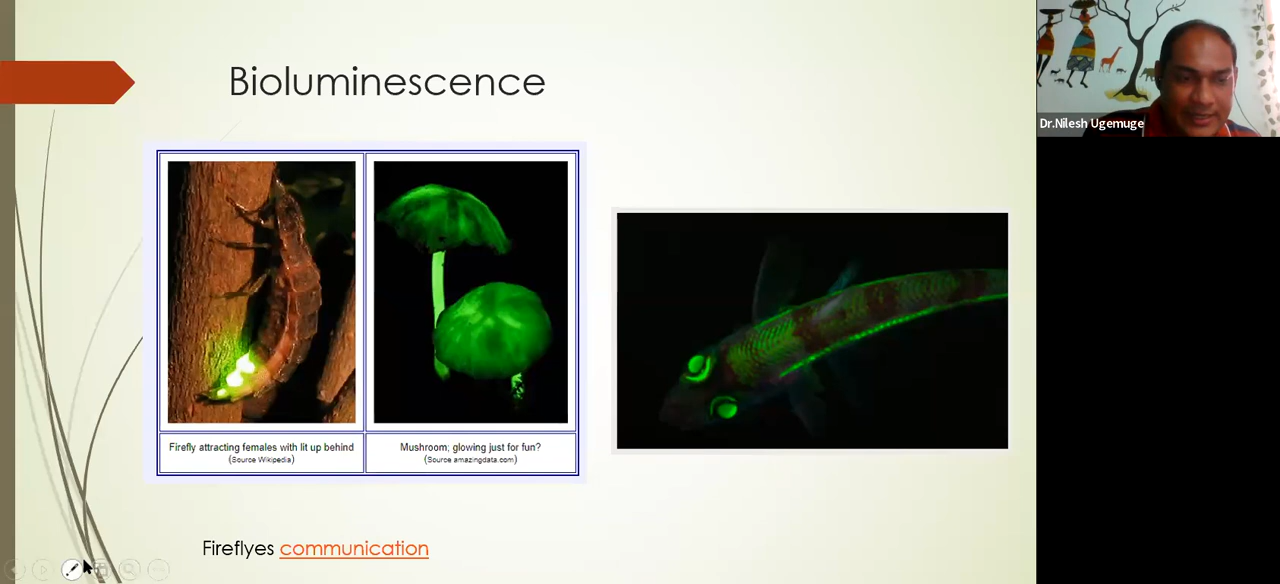 Bioluminescence
Dr.Nilesh Ugemuge
Firefly attracting females with lit up behind
(Source Wikipedia)
Mushroom; glowing just for fun?
(Source amazingdata.com)
Fireflyes communication